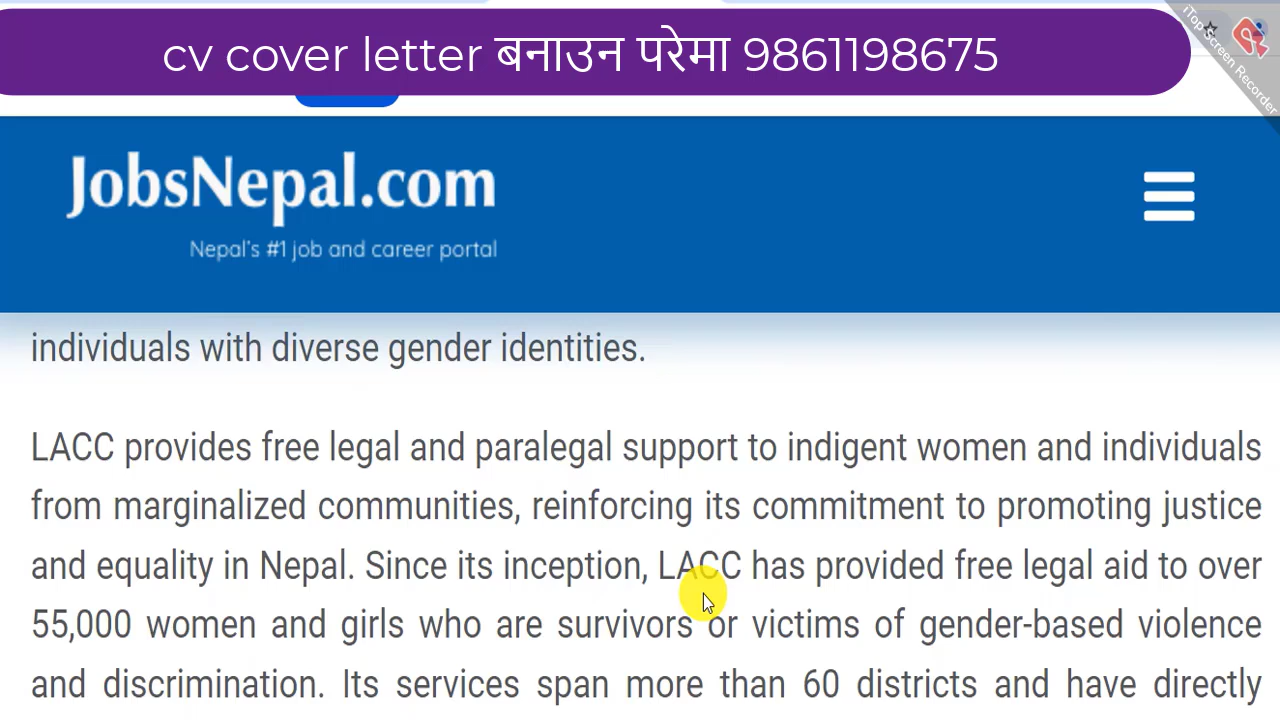 cv cover letter बनाउन परेमा 9861198675
iTop Screen Recorder
JobsNepal.com
Nepal's #1 job and career portal
individuals with diverse gender identities.
LACC provides free legal and paralegal support to indigent women and individuals
from marginalized communities, reinforcing its commitment to promoting justice
and equality in Nepal. Since its inception, LACC has provided free legal aid to over
55,000 women and girls who are survivors or victims of gender-based violence
and discrimination. Its services span more than 60 districts and have directly